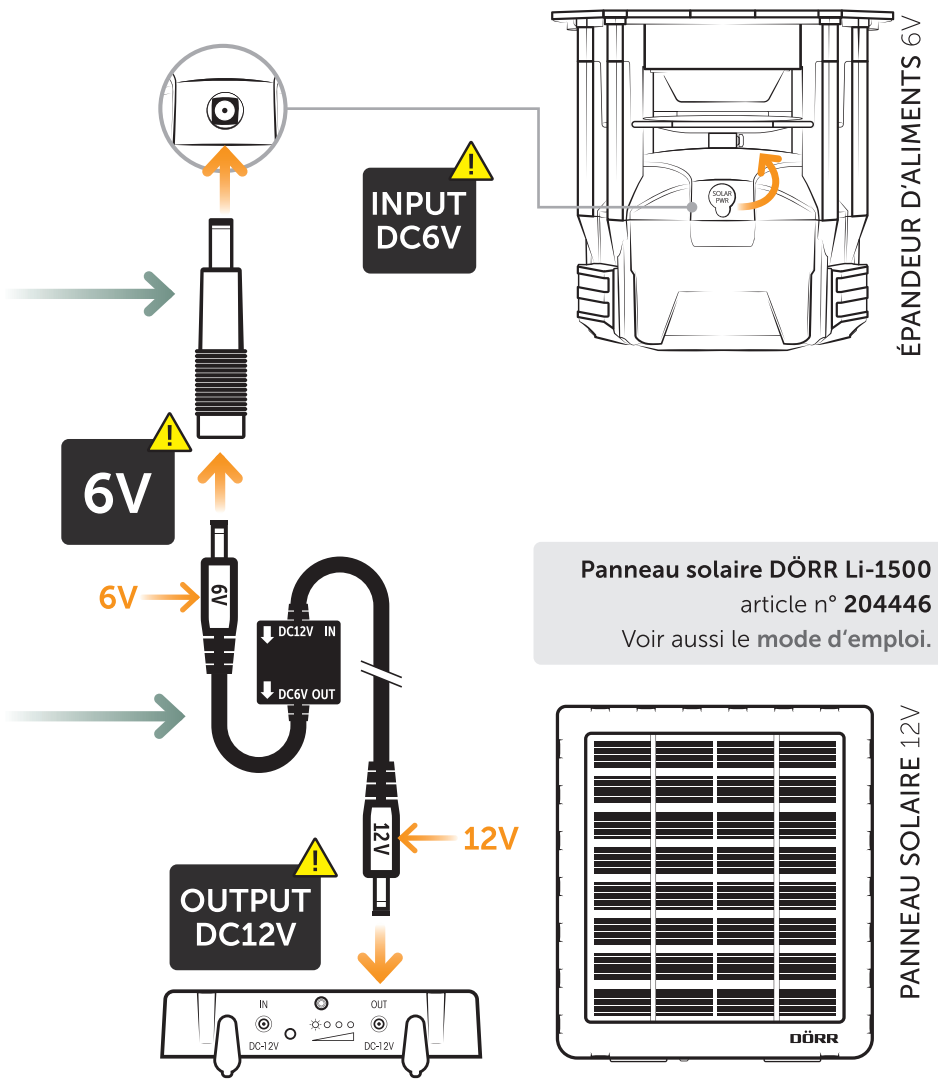 ÉPANDEUR D'ALIMENTS 6V
SOLAR
PWR
INPUT
DC6V
6V
6V
6V
DC12V IN
DC6V OUT
12V
12V
OUTPUT
DC12V
IN
OUT
DC-12V
DC-12V
Panneau solaire DÖRR Li-1500
article n° 204446
Voir aussi le mode d'emploi.
PANNEAU SOLAIRE 12V
DÖRR